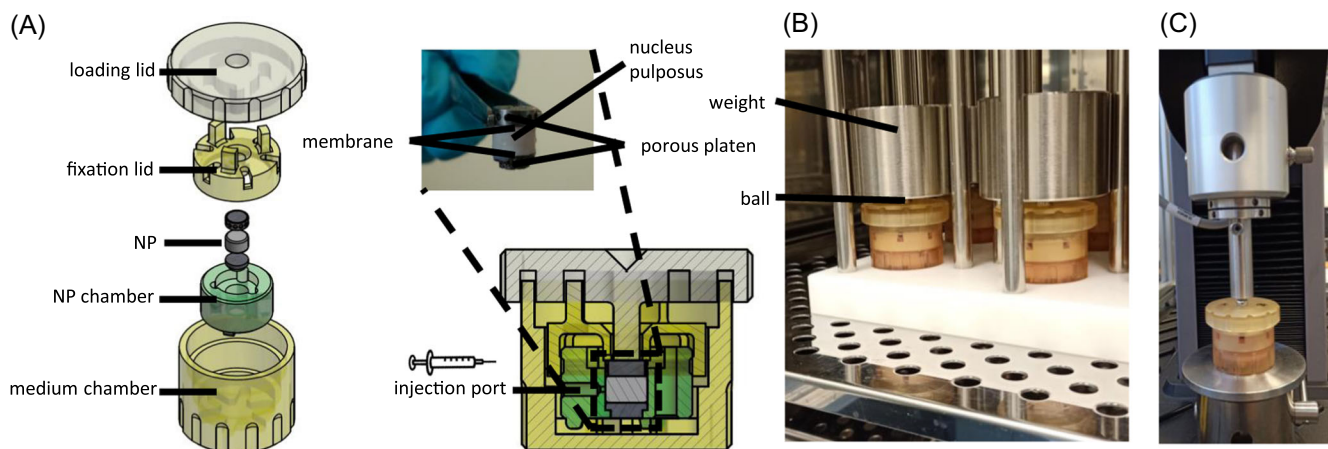 (A)
loading lid
fixation lid
NP
NP chamber
medium chamber
nucleus
pulposus
membrane
porous platen
injection port
(B)
weight
ball
(C)